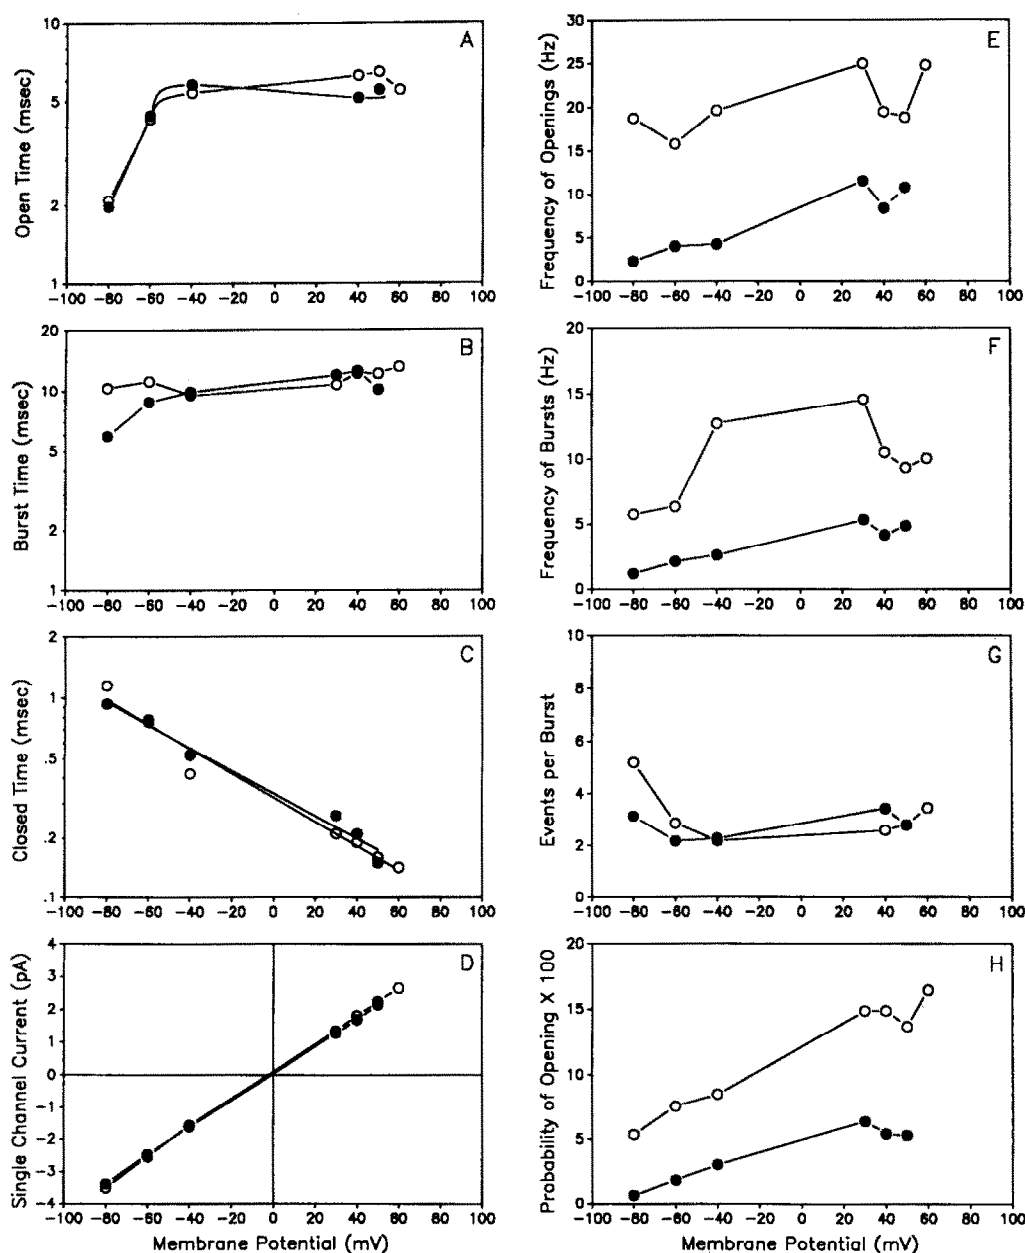 A
Open Time (msec)
10
5
2
1
−100 −80 −60 −40 −20 0 20 40 60 80 100
B
Burst Time (msec)
20
10
5
2
1
−100 −80 −60 −40 −20 0 20 40 60 80 100
C
Closed Time (msec)
2
1
.5
.2
.1
−100 −80 −60 −40 −20 0 20 40 60 80 100
D
Single Channel Current (pA)
4
3
2
1
0
−1
−2
−3
−4
−100 −80 −60 −40 −20 0 20 40 60 80 100
Membrane Potential (mV)
E
Frequency of Openings (Hz)
30
25
20
15
10
5
0
−100 −80 −60 −40 −20 0 20 40 60 80 100
F
Frequency of Bursts (Hz)
20
15
10
5
0
−100 −80 −60 −40 −20 0 20 40 60 80 100
G
Events per Burst
10
8
6
4
2
0
−100 −80 −60 −40 −20 0 20 40 60 80 100
H
Probability of Opening X 100
20
15
10
5
0
−100 −80 −60 −40 −20 0 20 40 60 80 100
Membrane Potential (mV)